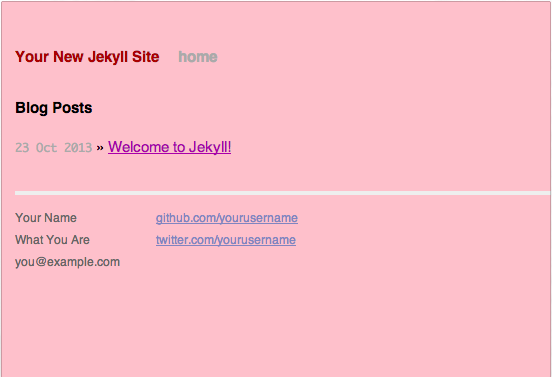 Your New Jekyll Site home
Blog Posts
23 Oct 2013 » Welcome to Jekyll!
Your Name github.com/yourusername
What You Are twitter.com/yourusername
you@example.com